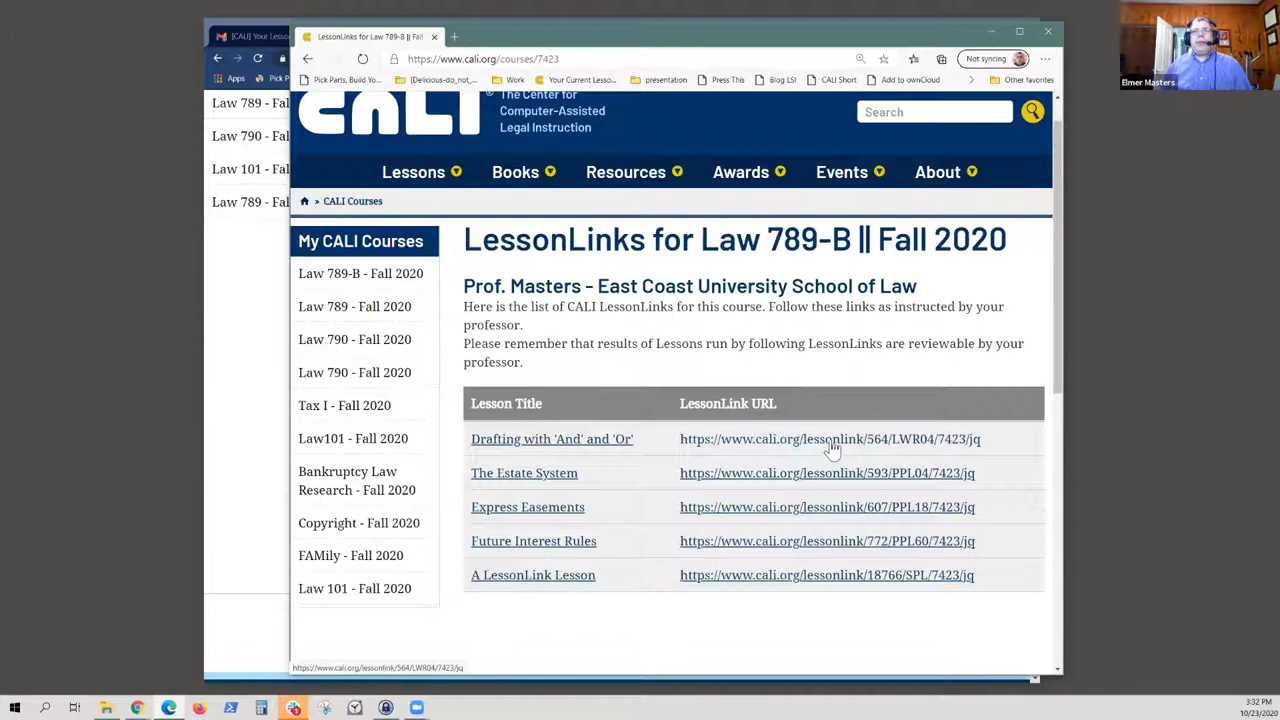 [CALI] Your Lesso
LessonLinks for Law 789-B || Fall
Elmer Masters
https://www.cali.org/courses/7423
Not syncing
Apps
Pick P
Pick Parts, Build Yo...
(Delicious-do_not_...
Work
Your Current Lesso...
presentation
Press This
Blog LSI
CALI Short
Add to ownCloud
Other favorites
Law 789 - Fal
Law 790 - Fal
Law 101 - Fal
Law 789 - Fal
CALI
®
The Center for
Computer-Assisted
Legal Instruction
Search
Lessons
Books
Resources
Awards
Events
About
» CALI Courses
My CALI Courses
Law 789-B - Fall 2020
Law 789 - Fall 2020
Law 790 - Fall 2020
Law 790 - Fall 2020
Tax I - Fall 2020
Law101 - Fall 2020
Bankruptcy Law
Research - Fall 2020
Copyright - Fall 2020
FAMily - Fall 2020
Law 101 - Fall 2020
LessonLinks for Law 789-B || Fall 2020
Prof. Masters - East Coast University School of Law
Here is the list of CALI LessonLinks for this course. Follow these links as instructed by your
professor.
Please remember that results of Lessons run by following LessonLinks are reviewable by your
professor.
Lesson Title LessonLink URL
Drafting with 'And' and 'Or' https://www.cali.org/lessonlink/564/LWR04/7423/jq
The Estate System https://www.cali.org/lessonlink/593/PPL04/7423/jq
Express Easements https://www.cali.org/lessonlink/607/PPL18/7423/jq
Future Interest Rules https://www.cali.org/lessonlink/772/PPL60/7423/jq
A LessonLink Lesson https://www.cali.org/lessonlink/18766/SPL/7423/jq
https://www.cali.org/lessonlink/564/LWR04/7423/jq
3:32 PM
10/23/2020